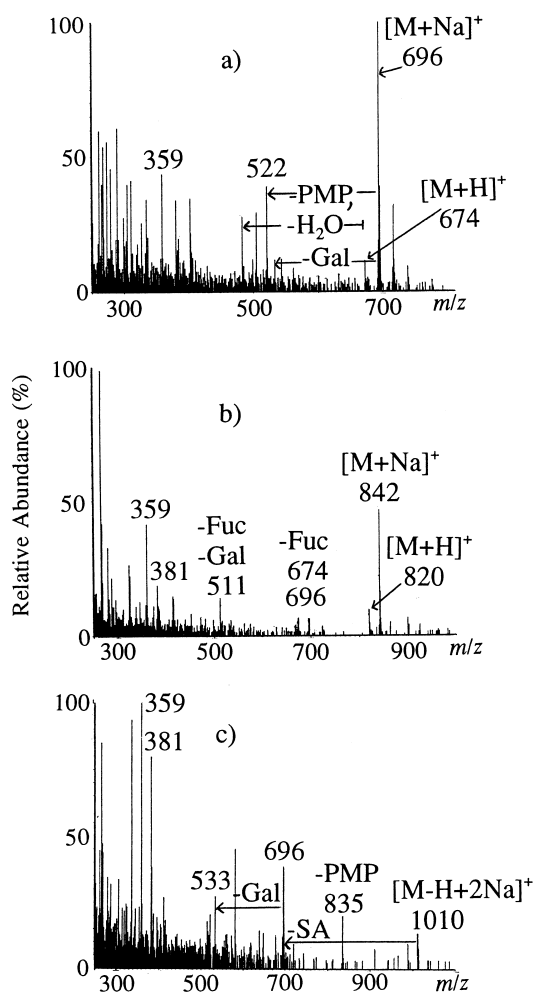 100
a)
[M+Na]⁺
696
50
359
522
-PMP,
[M+H]⁺
674
-H₂O-
-Gal
0
300
500
700
m/z
Relative Abundance (%)
100
b)
[M+Na]⁺
842
50
359
-Fuc
-Gal
511
-Fuc
674
696
[M+H]⁺
820
381
0
300
500
700
900
m/z
100
359
381
c)
50
696
533
-Gal
-PMP
835
[M-H+2Na]⁺
1010
-SA
0
300
500
700
900
m/z